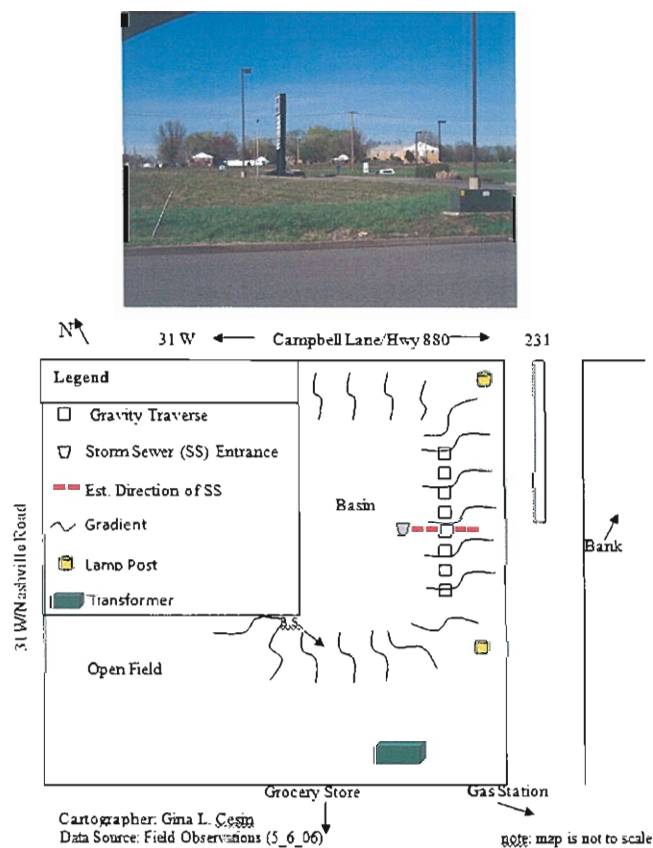 N
31 W
Campbell Lane/Hwy 880
231
Legend
Gravity Traverse
Storm Sewer (SS) Entrance
Est. Direction of SS
Gradient
Lamp Post
Transformer
Basin
Bank
31 W/Nashville Road
B.S.
Open Field
Grocery Store
Gas Station
Cartographer: Gina L. Cesin
Data Source: Field Observations (5_6_06)
note: map is not to scale